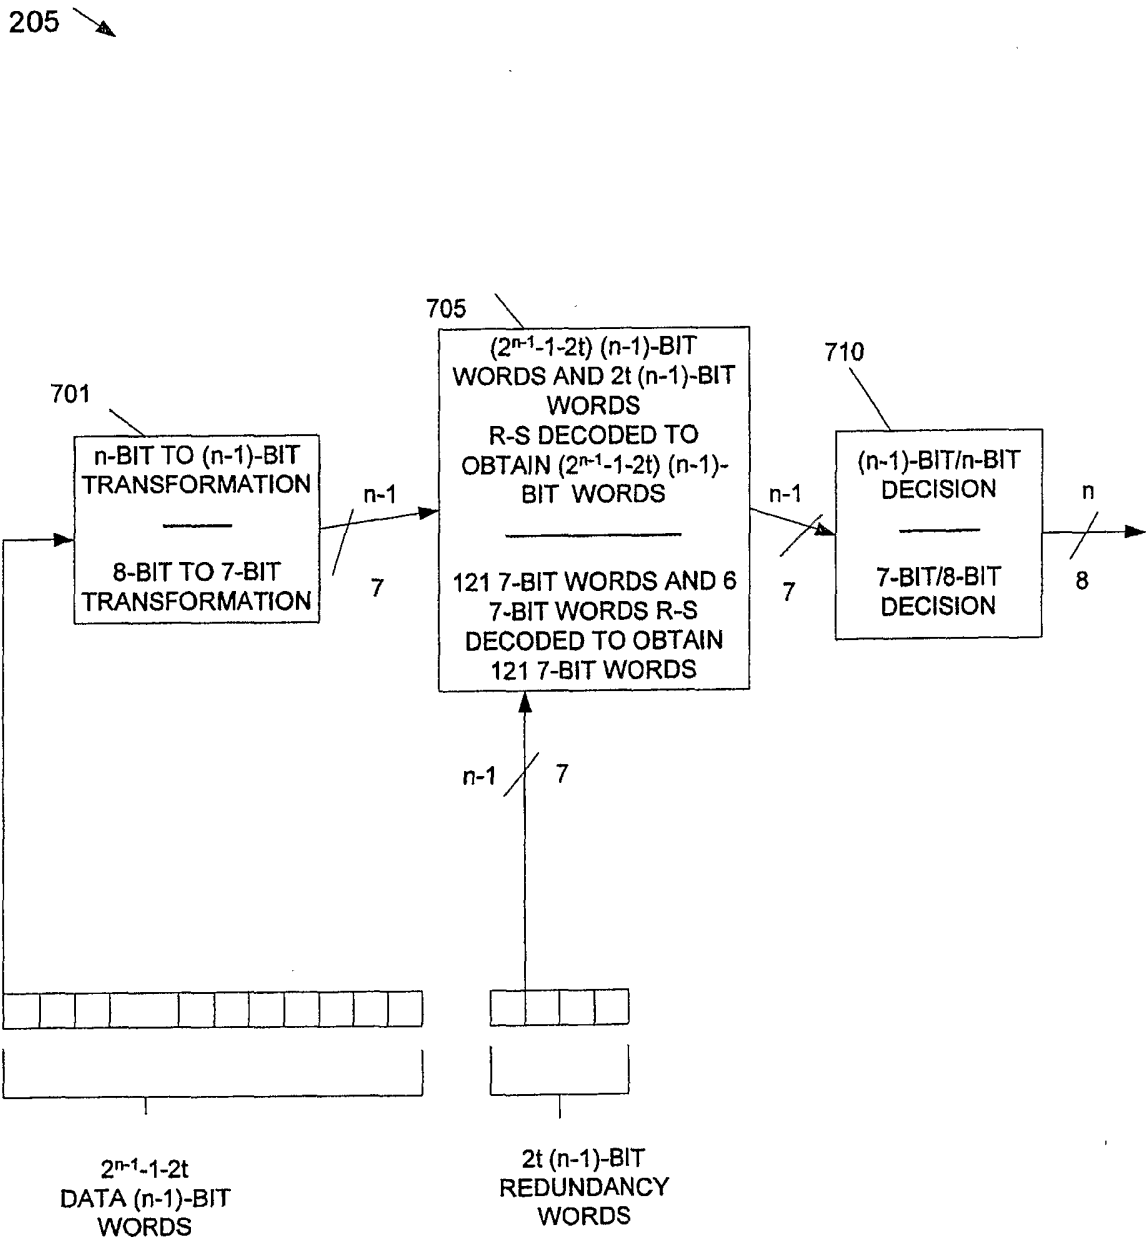 205
705
(2ⁿ⁻¹-1-2t) (n-1)-BIT
WORDS AND 2t (n-1)-BIT
WORDS
R-S DECODED TO
OBTAIN (2ⁿ⁻¹-1-2t) (n-1)-
BIT WORDS
121 7-BIT WORDS AND 6
7-BIT WORDS R-S
DECODED TO OBTAIN
121 7-BIT WORDS
710
701
n-BIT TO (n-1)-BIT
TRANSFORMATION
8-BIT TO 7-BIT
TRANSFORMATION
n-1
7
n-1
7
(n-1)-BIT/n-BIT
DECISION
7-BIT/8-BIT
DECISION
n
8
n-1
7
2ⁿ⁻¹-1-2t
DATA (n-1)-BIT
WORDS
2t (n-1)-BIT
REDUNDANCY
WORDS